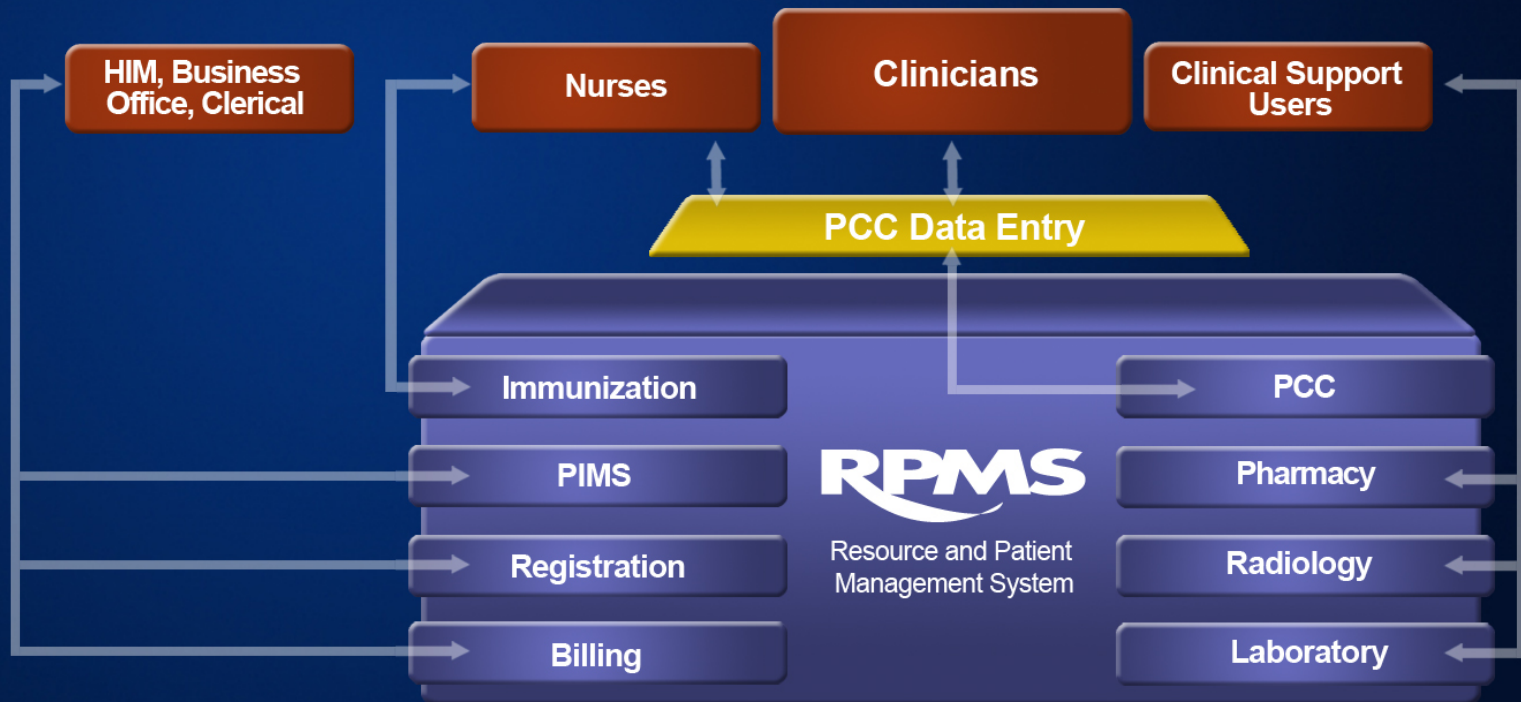 HIM, Business
Office, Clerical
Nurses
Clinicians
Clinical Support
Users
PCC Data Entry
Immunization
PCC
PIMS
Pharmacy
RPMS
Resource and Patient
Management System
Registration
Radiology
Billing
Laboratory